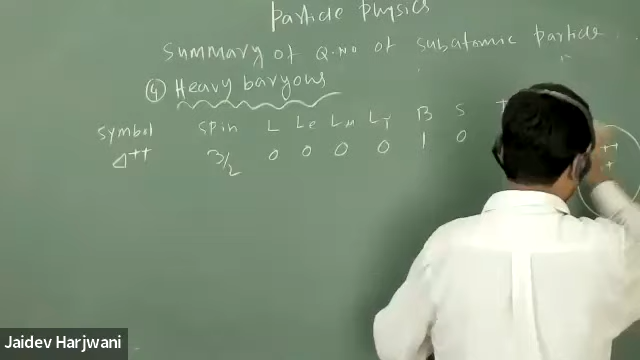 Particle Physics
Summary of Q.No of subatomic particle...
④ Heavy baryons
Symbol Spin L Le Lμ Lτ B S
Δ++ 3/2 0 0 0 0 1 0
++
+
Jaidev Harjwani